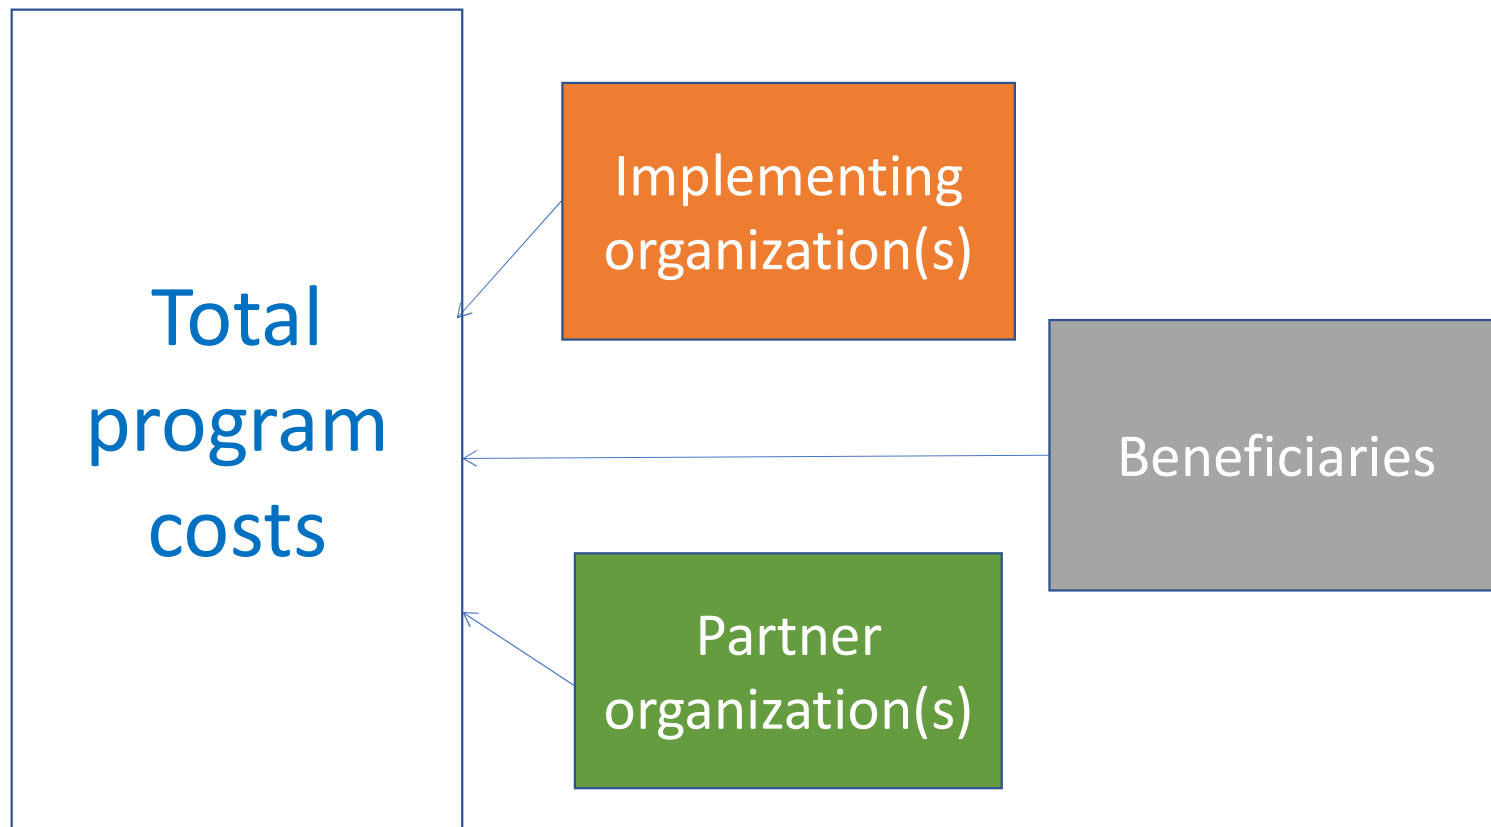 Total
program
costs
Implementing
organization(s)
Beneficiaries
Partner
organization(s)